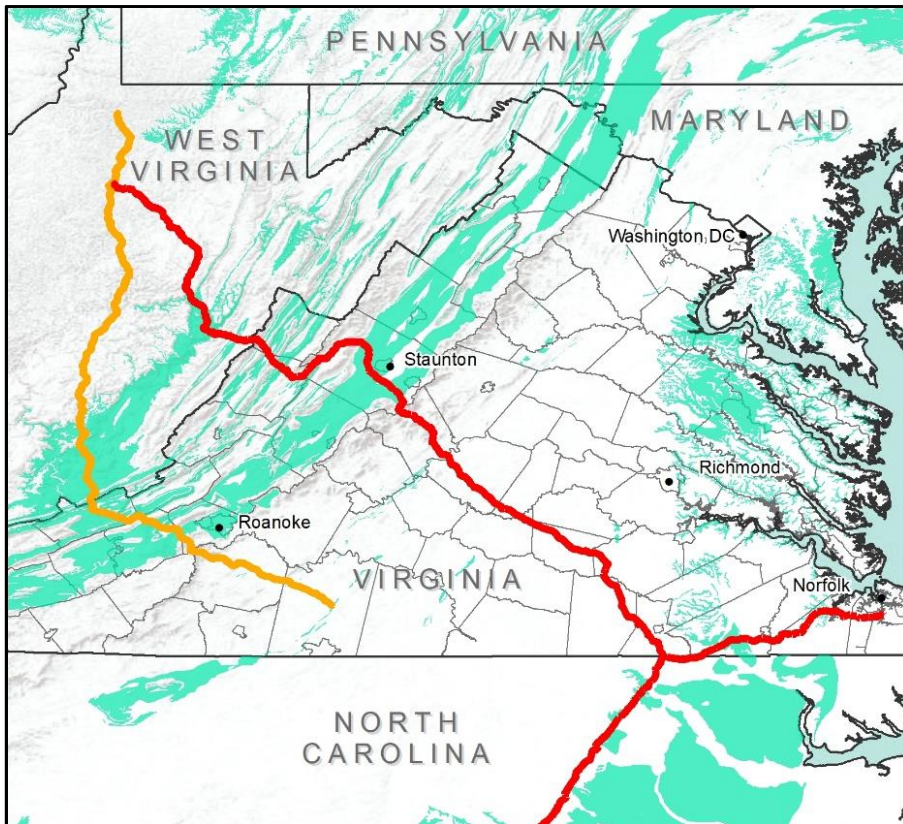 PENNSYLVANIA
WEST
VIRGINIA
MARYLAND
Washington DC
Staunton
Richmond
Roanoke
VIRGINIA
Norfolk
NORTH
CAROLINA